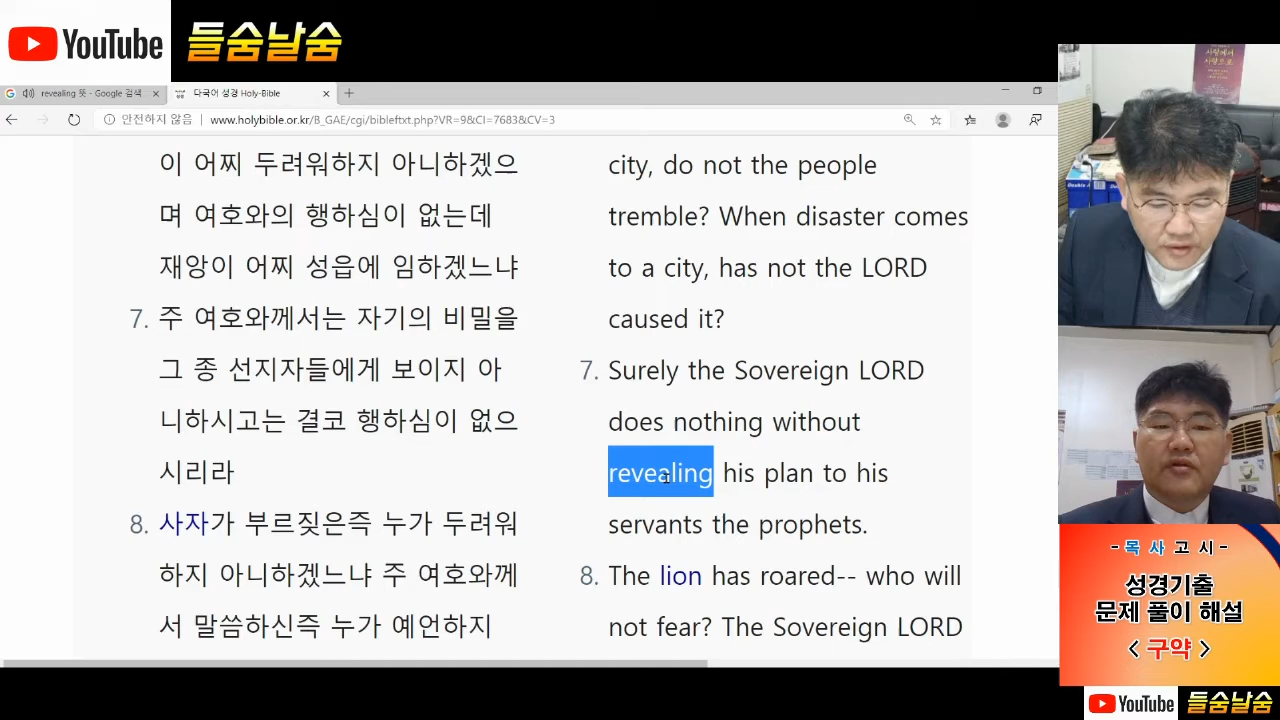 YouTube 들숨날숨
revealing 뜻 - Google 검색
다국어 성경 Holy-Bible
안전하지 않음 www.holybible.or.kr/B_GAE/cgi/bibleftxt.php?VR=9&CI=7683&CV=3
이 어찌 두려워하지 아니하겠으
며 여호와의 행하심이 없는데
재앙이 어찌 성읍에 임하겠느냐
7. 주 여호와께서는 자기의 비밀을
그 종 선지자들에게 보이지 아
니하시고는 결코 행하심이 없으
시리라
8. 사자가 부르짖은즉 누가 두려워
하지 아니하겠느냐 주 여호와께
서 말씀하신즉 누가 예언하지
city, do not the people
tremble? When disaster comes
to a city, has not the LORD
caused it?
7. Surely the Sovereign LORD
does nothing without
revealing his plan to his
servants the prophets.
8. The lion has roared-- who will
not fear? The Sovereign LORD
사랑에서
사랑으로
- 목 사 고 시 -
성경기출
문제 풀이 해설
< 구약 >
YouTube 들숨날숨